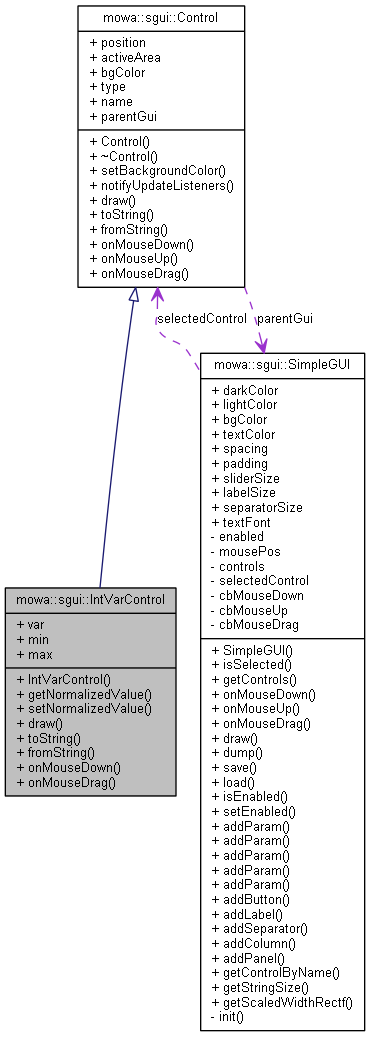 mowa::sgui::Control
+ position
+ activeArea
+ bgColor
+ type
+ name
+ parentGui
+ Control()
+ ~Control()
+ setBackgroundColor()
+ notifyUpdateListeners()
+ draw()
+ toString()
+ fromString()
+ onMouseDown()
+ onMouseUp()
+ onMouseDrag()
selectedControl
parentGui
mowa::sgui::SimpleGUI
+ darkColor
+ lightColor
+ bgColor
+ textColor
+ spacing
+ padding
+ sliderSize
+ labelSize
+ separatorSize
+ textFont
- enabled
- mousePos
- controls
- selectedControl
- cbMouseDown
- cbMouseUp
- cbMouseDrag
+ SimpleGUI()
+ isSelected()
+ getControls()
+ onMouseDown()
+ onMouseUp()
+ onMouseDrag()
+ draw()
+ dump()
+ save()
+ load()
+ isEnabled()
+ setEnabled()
+ addParam()
+ addParam()
+ addParam()
+ addParam()
+ addParam()
+ addButton()
+ addLabel()
+ addSeparator()
+ addColumn()
+ addPanel()
+ getControlByName()
+ getStringSize()
+ getScaledWidthRectf()
- init()
mowa::sgui::IntVarControl
+ var
+ min
+ max
+ IntVarControl()
+ getNormalizedValue()
+ setNormalizedValue()
+ draw()
+ toString()
+ fromString()
+ onMouseDown()
+ onMouseDrag()